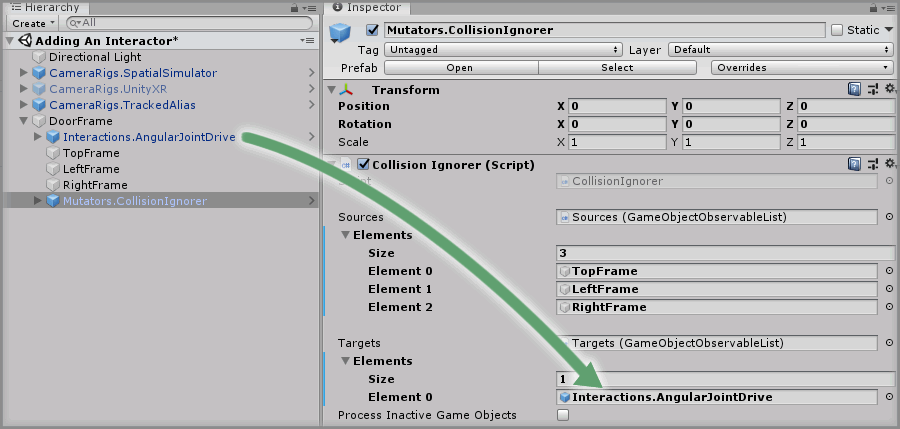 Hierarchy
Create All
Adding An Interactor*
Directional Light
CameraRigs.SpatialSimulator
CameraRigs.UnityXR
CameraRigs.TrackedAlias
DoorFrame
Interactions.AngularJointDrive
TopFrame
LeftFrame
RightFrame
Mutators.CollisionIgnorer
Inspector
Mutators.CollisionIgnorer Static
Tag Untagged Layer Default
Prefab Open Select Overrides
Transform
Position X 0 Y 0 Z 0
Rotation X 0 Y 0 Z 0
Scale X 1 Y 1 Z 1
Collision Ignorer (Script)
Script CollisionIgnorer
Sources Sources (GameObjectObservableList)
Elements
Size 3
Element 0 TopFrame
Element 1 LeftFrame
Element 2 RightFrame
Targets Targets (GameObjectObservableList)
Elements
Size 1
Element 0 Interactions.AngularJointDrive
Process Inactive Game Objects